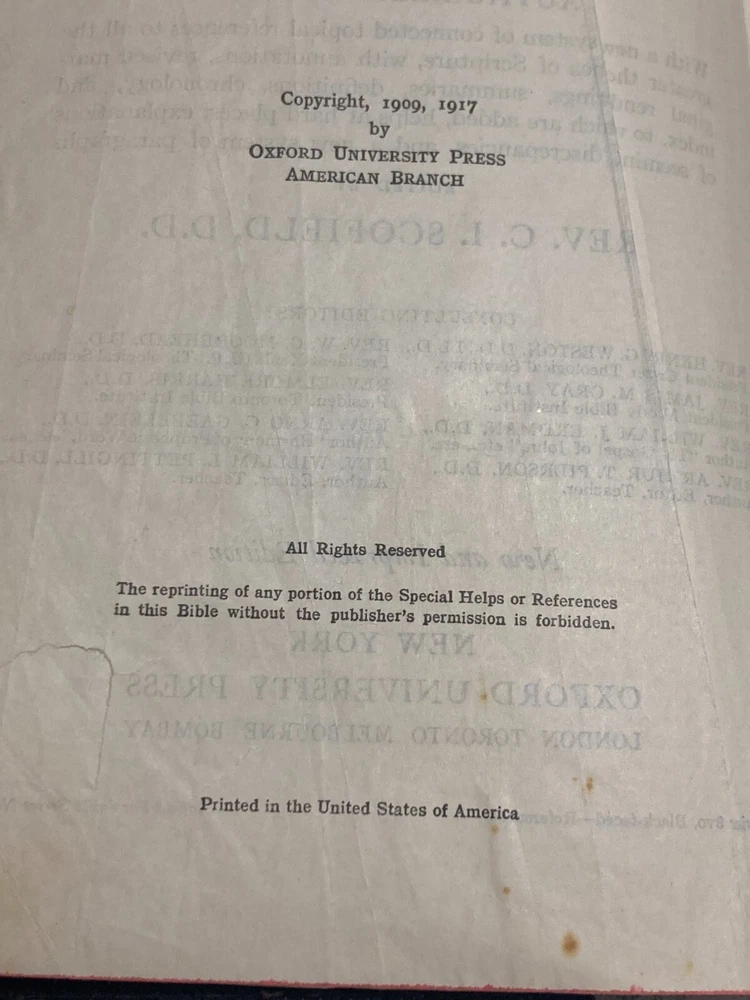 Copyright, 1909, 1917
by
OXFORD UNIVERSITY PRESS
AMERICAN BRANCH
All Rights Reserved
The reprinting of any portion of the Special Helps or References
in this Bible without the publisher's permission is forbidden.
Printed in the United States of America